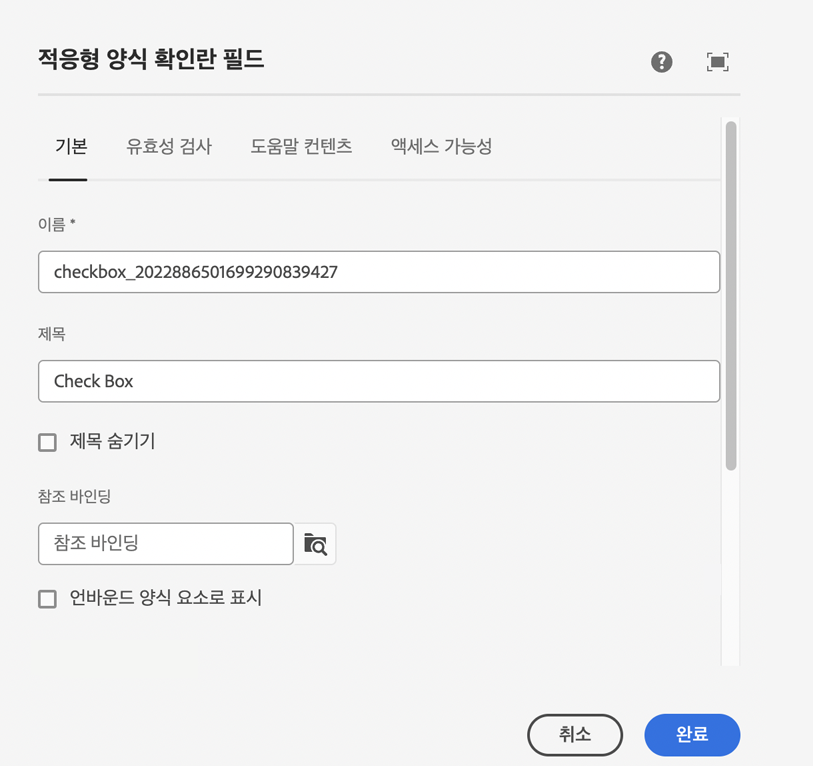 적응형 양식 확인란 필드
기본 유효성 검사 도움말 컨텐츠 액세스 가능성
이름 *
checkbox_2022886501699290839427
제목
Check Box
제목 숨기기
참조 바인딩
참조 바인딩
언바운드 양식 요소로 표시
취소 완료